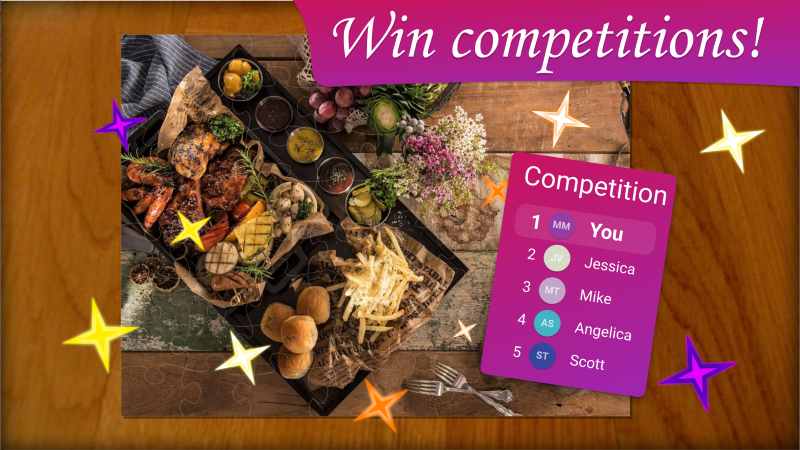 Win competitions!
Competition
1 MM You
2 JV Jessica
3 MT Mike
4 AS Angelica
5 ST Scott